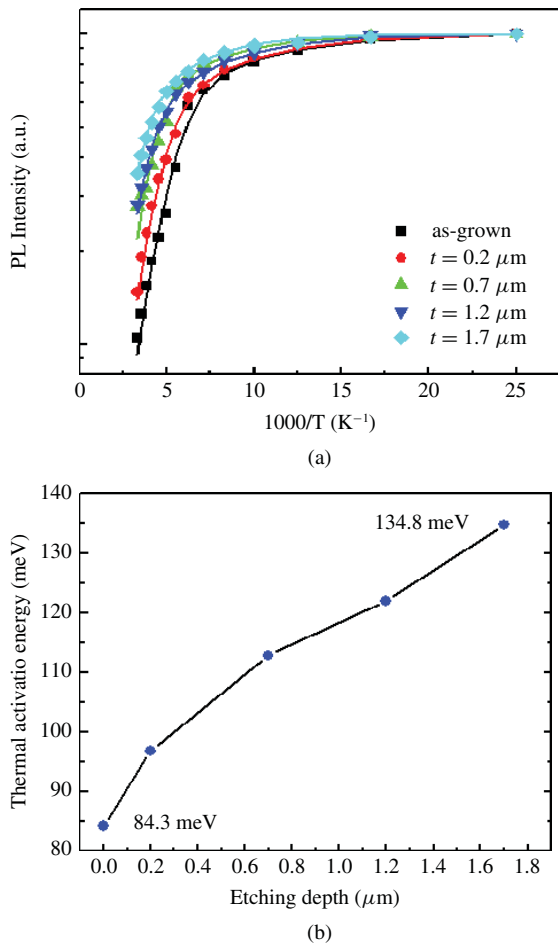 PL Intensity (a.u.)
as-grown
t = 0.2 μm
t = 0.7 μm
t = 1.2 μm
t = 1.7 μm
0 5 10 15 20 25
1000/T (K⁻¹)
(a)
Thermal activatio energy (meV)
140
135
130
120
110
100
90
80
134.8 meV
84.3 meV
0.0 0.2 0.4 0.6 0.8 1.0 1.2 1.4 1.6 1.8
Etching depth (μm)
(b)